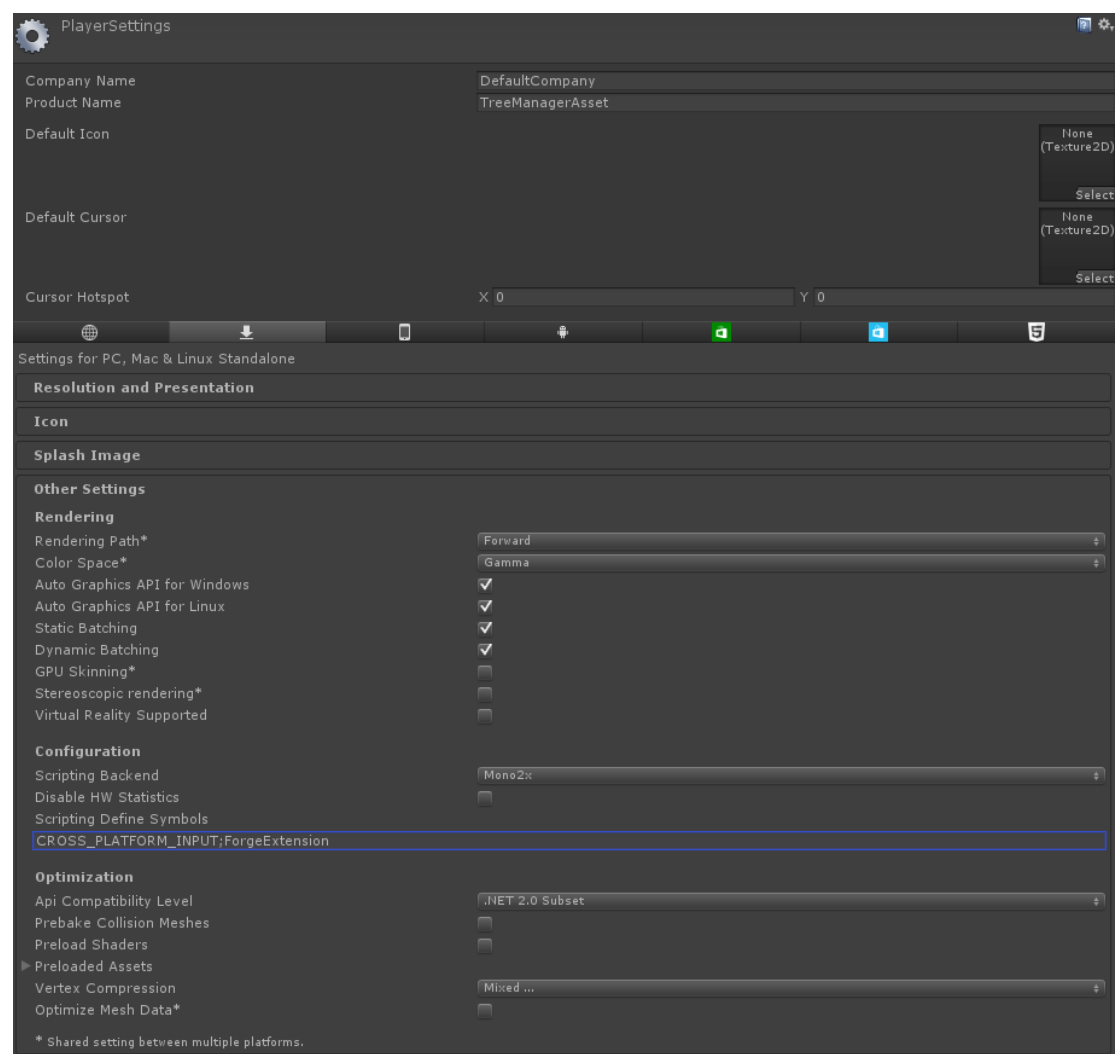 PlayerSettings
Company Name DefaultCompany
Product Name TreeManagerAsset
Default Icon
None
(Texture2D)
Select
Default Cursor
None
(Texture2D)
Select
Cursor Hotspot X 0 Y 0
Settings for PC, Mac & Linux Standalone
Resolution and Presentation
Icon
Splash Image
Other Settings
Rendering
Rendering Path* Forward
Color Space* Gamma
Auto Graphics API for Windows
Auto Graphics API for Linux
Static Batching
Dynamic Batching
GPU Skinning*
Stereoscopic rendering*
Virtual Reality Supported
Configuration
Scripting Backend Mono2x
Disable HW Statistics
Scripting Define Symbols
CROSS_PLATFORM_INPUT;ForgeExtension
Optimization
Api Compatibility Level .NET 2.0 Subset
Prebake Collision Meshes
Preload Shaders
Preloaded Assets
Vertex Compression Mixed ...
Optimize Mesh Data*
* Shared setting between multiple platforms.